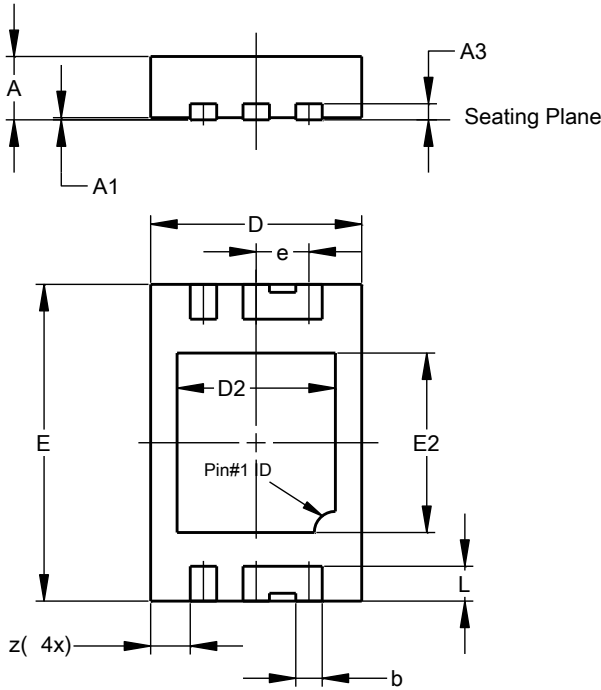 A3
A
Seating Plane
A1
D
e
D2
E
E2
Pin#1 ID
L
z( 4x)
b